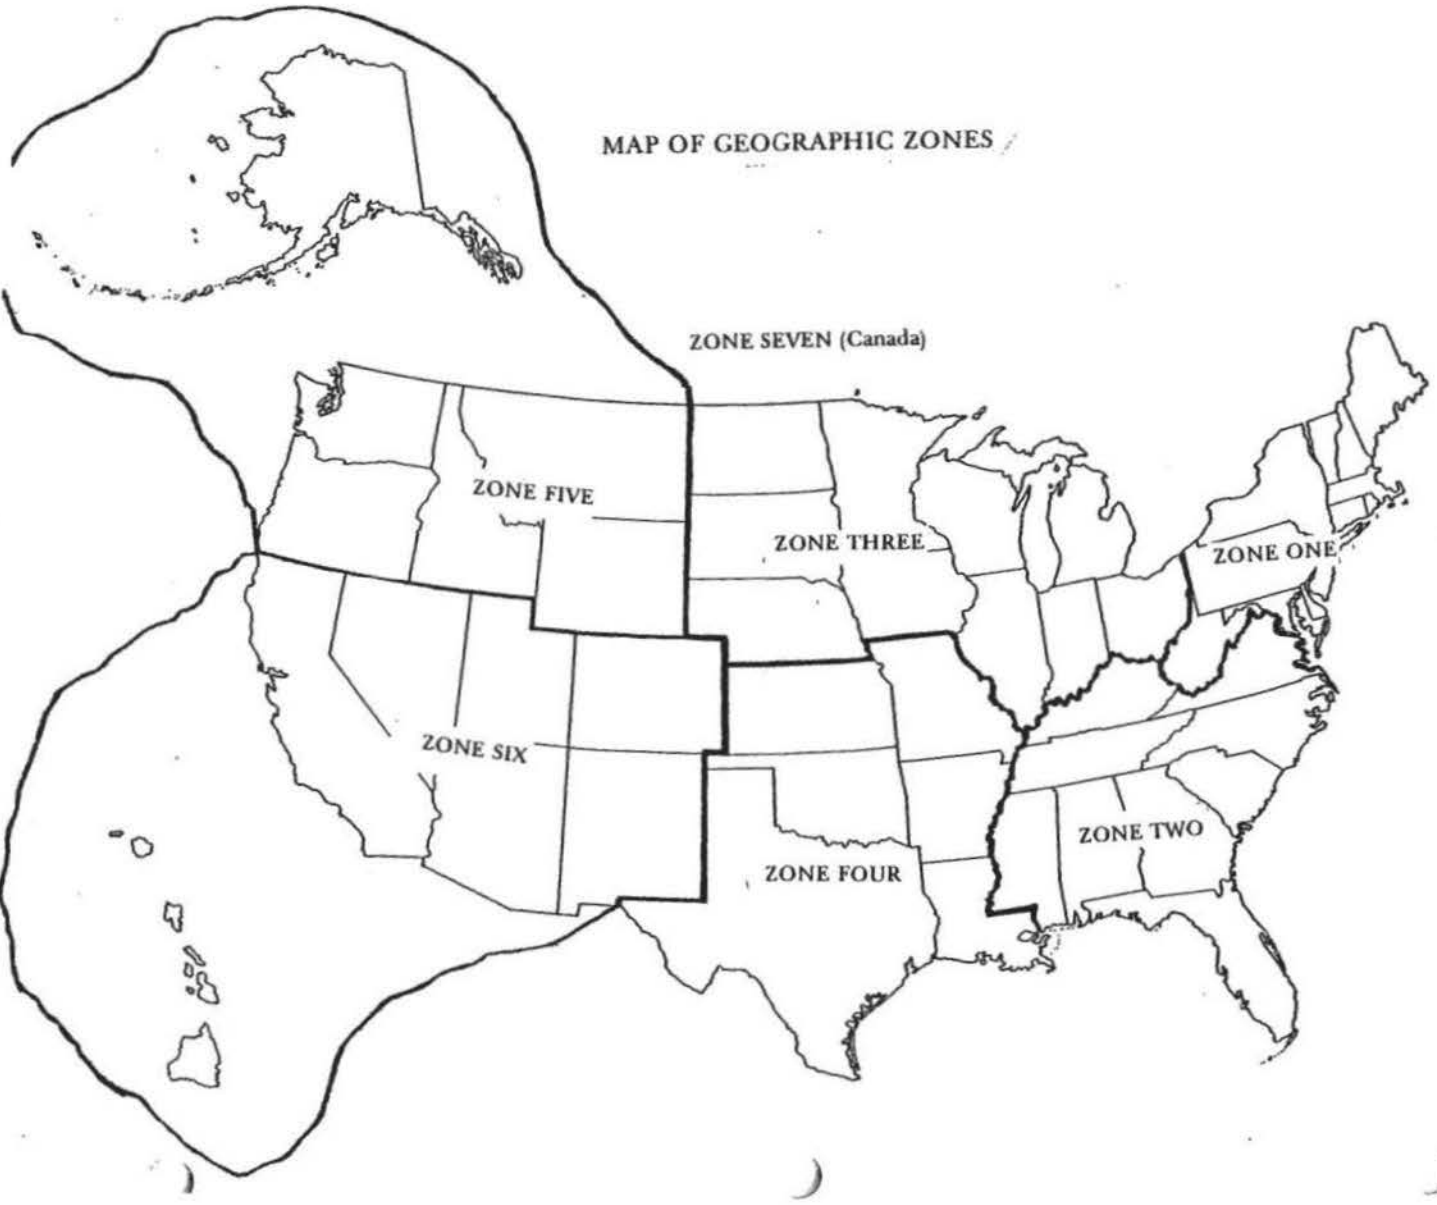 MAP OF GEOGRAPHIC ZONES
ZONE SEVEN (Canada)
ZONE FIVE
ZONE THREE
ZONE ONE
ZONE SIX
ZONE TWO
ZONE FOUR